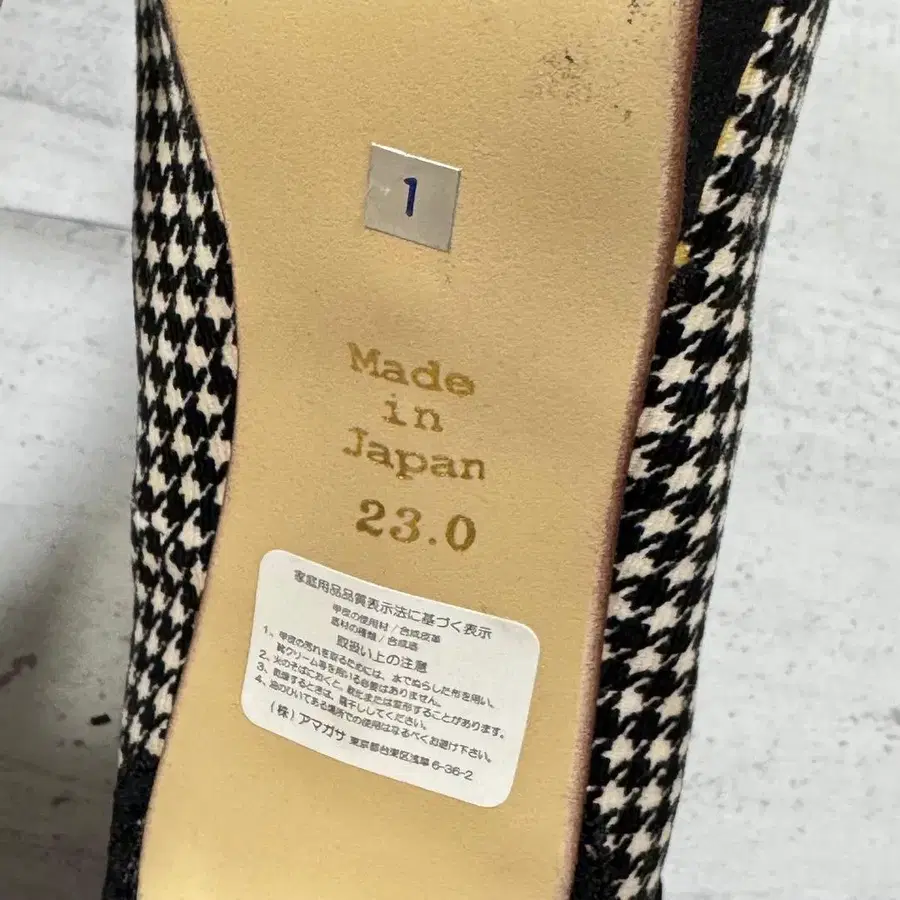 1
Made
in
Japan
23.0
家庭用品品質表示法に基づく表示
甲皮の使用材/合成皮革
底材の種類/合成底
取扱い上の注意
1、甲皮の汚れを取るためには、水でぬらした布を用い、
靴クリーム等を用いる必要はありません。
2、火のそばにおくと、軟化または変形することがあります。
3、乾燥するときは、陰干ししてください。
4、油のひいてある場所での使用はなるべくお避け下さい。
(株)アマガサ 東京都台東区浅草6-36-2